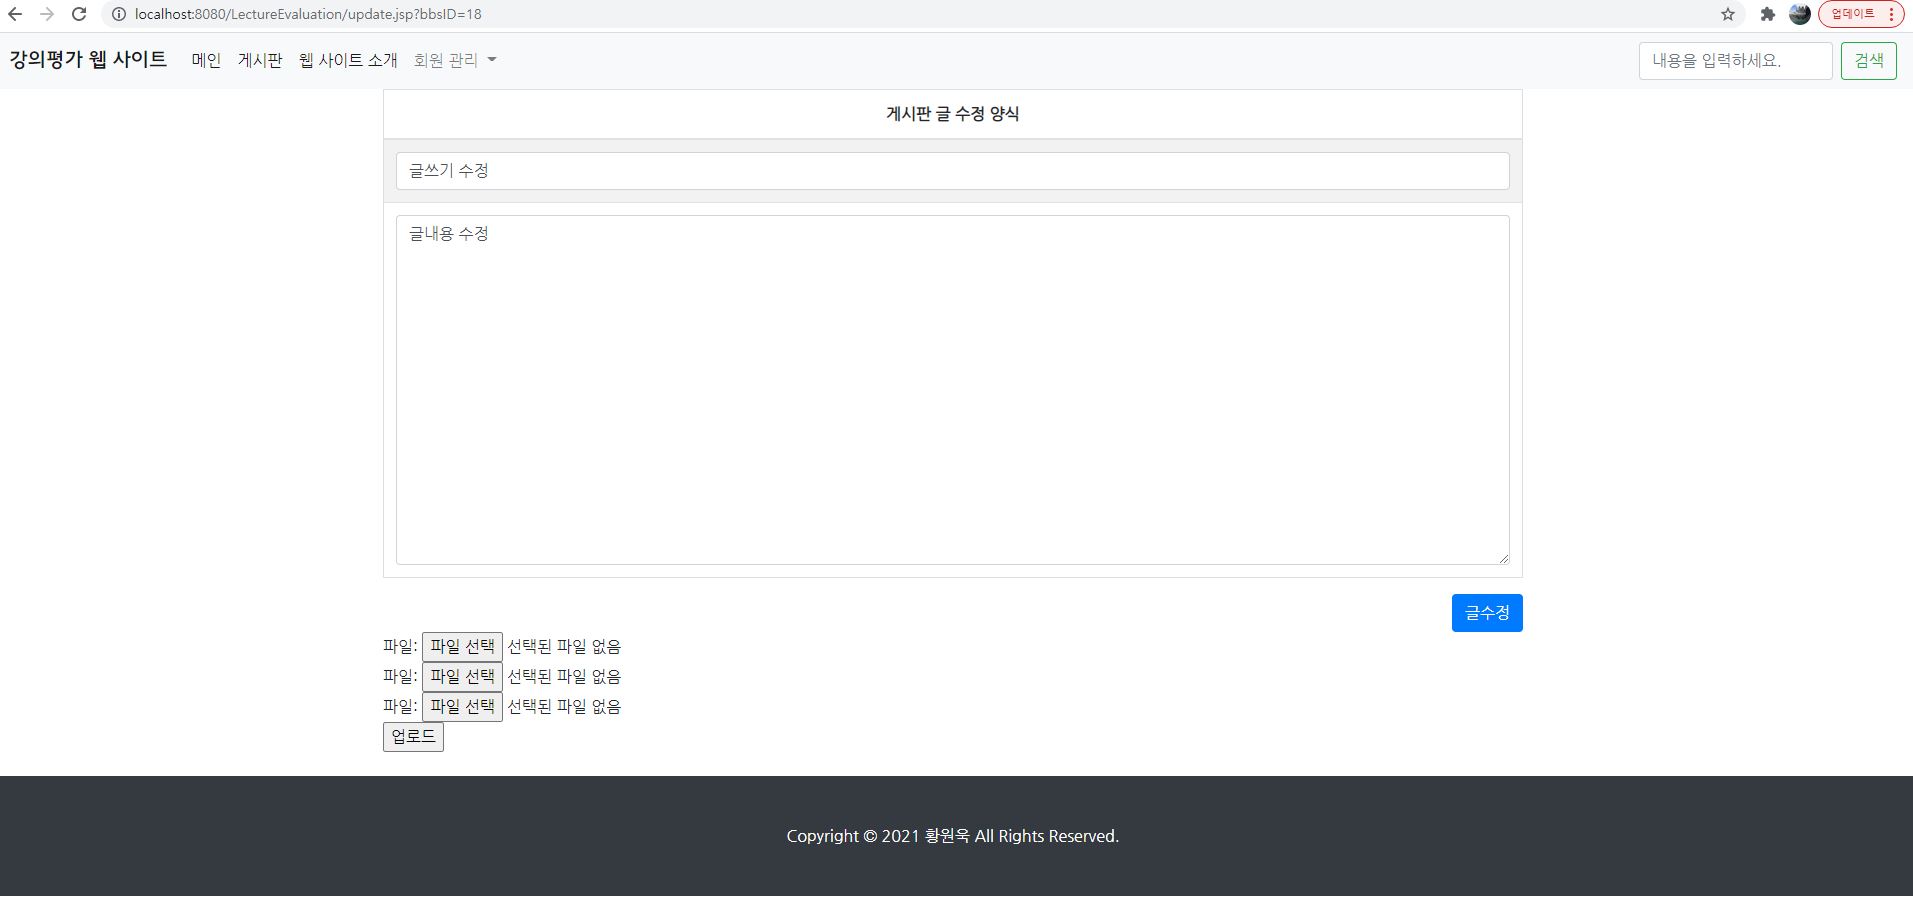 localhost:8080/LectureEvaluation/update.jsp?bbsID=18
업데이트
강의평가 웹 사이트 메인 게시판 웹 사이트 소개 회원 관리 내용을 입력하세요. 검색
게시판 글 수정 양식
글쓰기 수정
글내용 수정
글수정
파일: 파일 선택 선택된 파일 없음
파일: 파일 선택 선택된 파일 없음
파일: 파일 선택 선택된 파일 없음
업로드
Copyright © 2021 황원욱 All Rights Reserved.